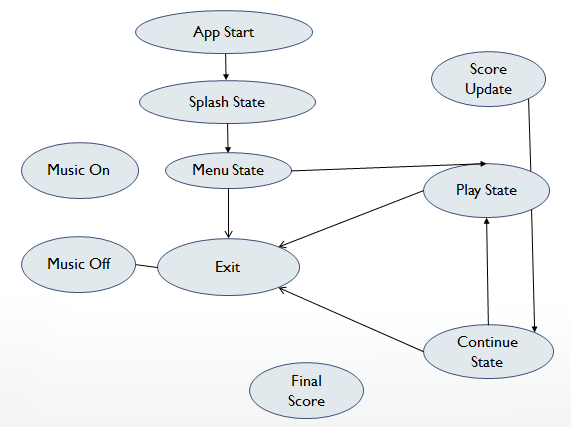 App Start
Score
Update
Splash State
Music On
Menu State
Play State
Music Off
Exit
Continue
State
Final
Score